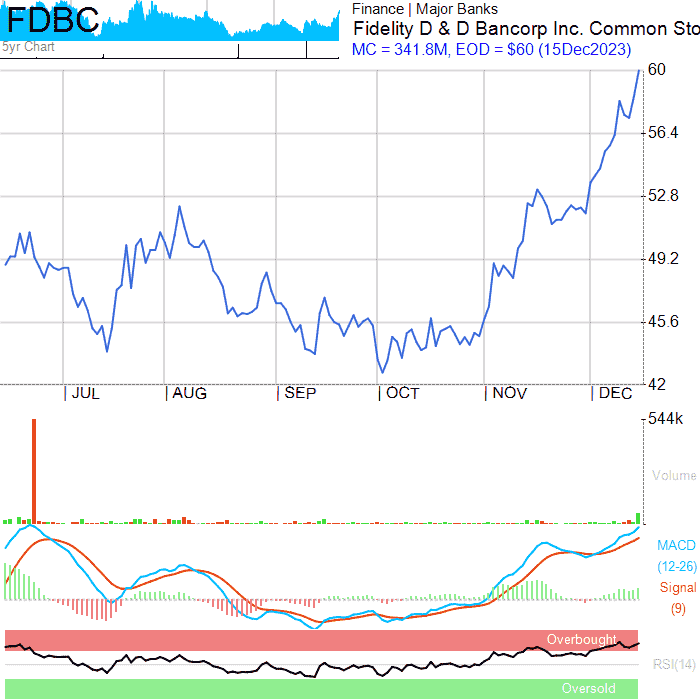 FDBC
5yr Chart
Finance | Major Banks
Fidelity D & D Bancorp Inc. Common Sto
MC = 341.8M, EOD = $60 (15Dec2023)
60
56.4
52.8
49.2
45.6
42
JUL AUG SEP OCT NOV DEC
544k
Volume
MACD
(12-26)
Signal
(9)
Overbought
RSI(14)
Oversold